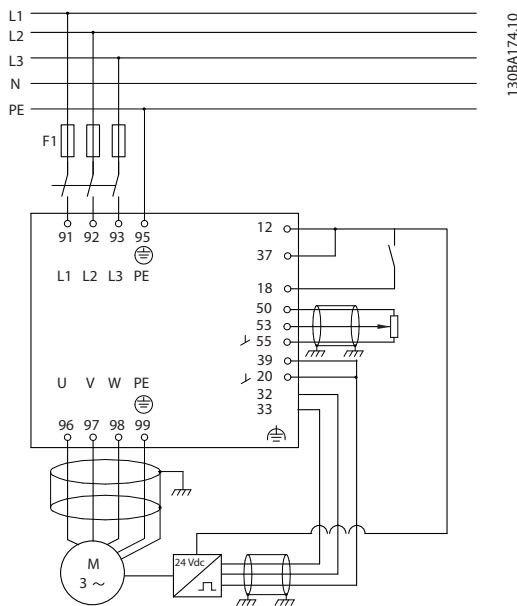 L1
L2
L3
N
PE
130BA174.10
F1
91 92 93 95
L1 L2 L3 PE
12
37
18
50
53
55
39
20
32
33
U V W PE
96 97 98 99
M
3 ~
24 Vdc